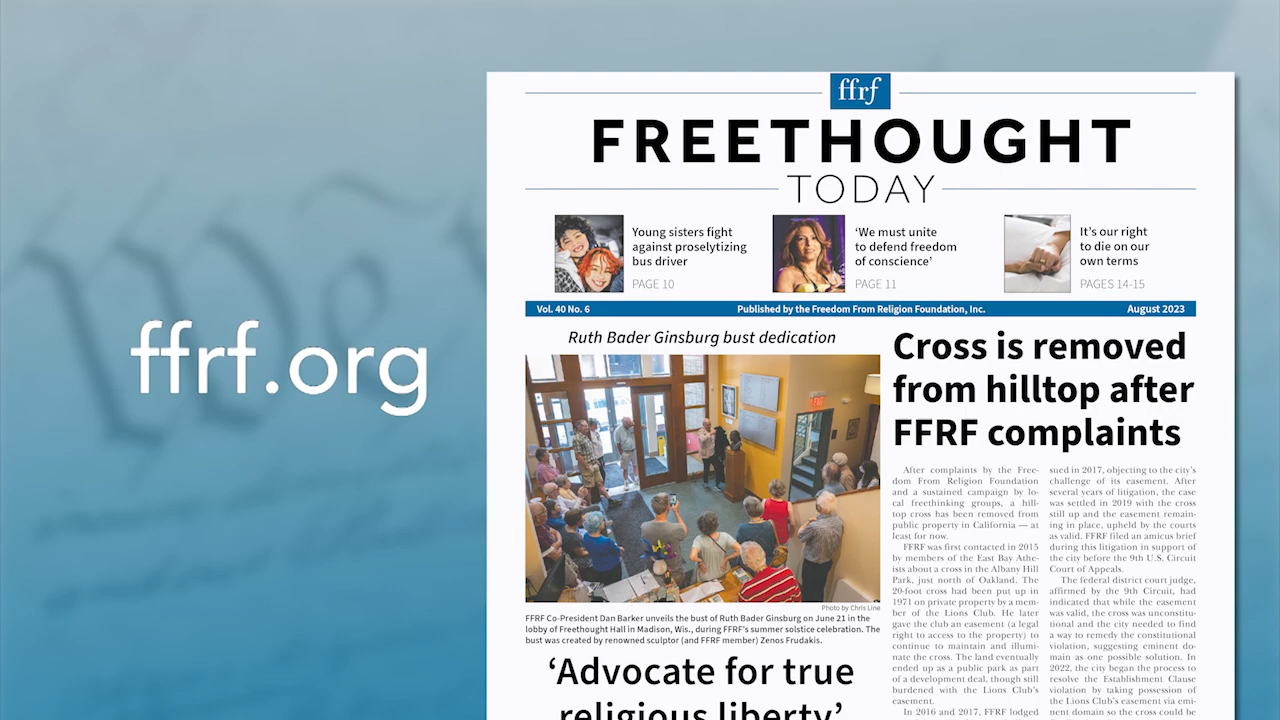 ffrf.org
ffrf
FREETHOUGHT
TODAY
Young sisters fight
against proselytizing
bus driver
PAGE 10
‘We must unite
to defend freedom
of conscience’
PAGE 11
It’s our right
to die on our
own terms
PAGES 14-15
Vol. 40 No. 6 Published by the Freedom From Religion Foundation, Inc. August 2023
Ruth Bader Ginsburg bust dedication
EXIT
Photo by Chris Line
FFRF Co-President Dan Barker unveils the bust of Ruth Bader Ginsburg on June 21 in the
lobby of Freethought Hall in Madison, Wis., during FFRF’s summer solstice celebration. The
bust was created by renowned sculptor (and FFRF member) Zenos Frudakis.
‘Advocate for true
religious liberty’
Cross is removed
from hilltop after
FFRF complaints
After complaints by the Free-
dom From Religion Foundation
and a sustained campaign by lo-
cal freethinking groups, a hill-
top cross has been removed from
public property in California — at
least for now.
FFRF was first contacted in 2015
by members of the East Bay Athe-
ists about a cross in the Albany Hill
Park, just north of Oakland. The
20-foot cross had been put up in
1971 on private property by a mem-
ber of the Lions Club. He later
gave the club an easement (a legal
right to access to the property) to
continue to maintain and illumi-
nate the cross. The land eventually
ended up as a public park as part
of a development deal, though still
burdened with the Lions Club’s
easement.
In 2016 and 2017, FFRF lodged
sued in 2017, objecting to the city’s
challenge of its easement. After
several years of litigation, the case
was settled in 2019 with the cross
still up and the easement remain-
ing in place, upheld by the courts
as valid. FFRF filed an amicus brief
during this litigation in support of
the city before the 9th U.S. Circuit
Court of Appeals.
The federal district court judge,
affirmed by the 9th Circuit, had
indicated that while the easement
was valid, the cross was unconstitu-
tional and the city needed to find
a way to remedy the constitutional
violation, suggesting eminent do-
main as one possible solution. In
2022, the city began the process to
resolve the Establishment Clause
violation by taking possession of
the Lions Club’s easement via emi-
nent domain so the cross could be